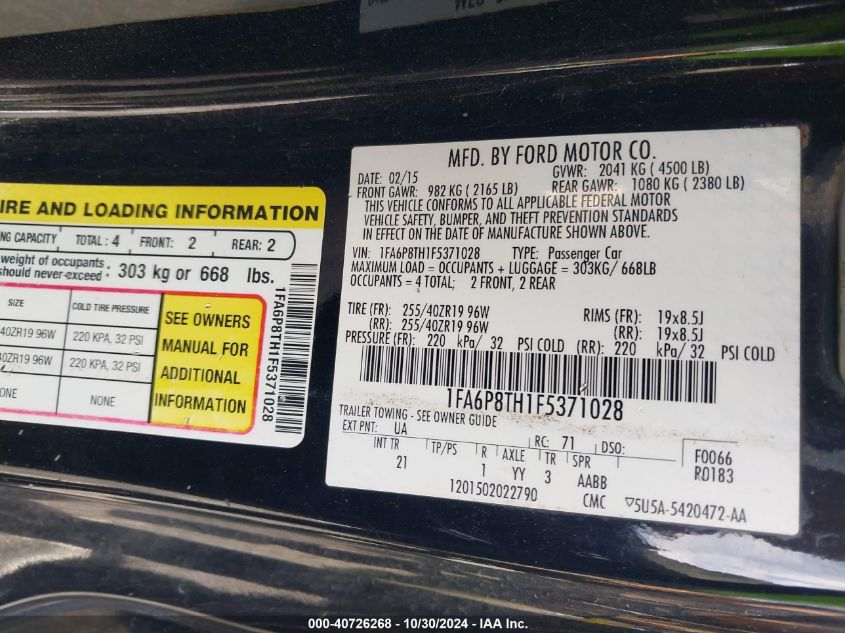 IRE AND LOADING INFORMATION
NG CAPACITY TOTAL : 4 FRONT: 2 REAR: 2
weight of occupants
should never exceed : 303 kg or 668 lbs.
SIZE COLD TIRE PRESSURE
40ZR19 96W 220 KPA, 32 PSI
40ZR19 96W 220 KPA, 32 PSI
ONE NONE
SEE OWNERS
MANUAL FOR
ADDITIONAL
INFORMATION
1FA6P8TH1F5371028
MFD. BY FORD MOTOR CO.
DATE: 02/15 GVWR: 2041 KG ( 4500 LB)
FRONT GAWR: 982 KG ( 2165 LB) REAR GAWR: 1080 KG ( 2380 LB)
THIS VEHICLE CONFORMS TO ALL APPLICABLE FEDERAL MOTOR
VEHICLE SAFETY, BUMPER, AND THEFT PREVENTION STANDARDS
IN EFFECT ON THE DATE OF MANUFACTURE SHOWN ABOVE.
VIN: 1FA6P8TH1F5371028 TYPE: Passenger Car
MAXIMUM LOAD = OCCUPANTS + LUGGAGE = 303KG/ 668LB
OCCUPANTS = 4 TOTAL; 2 FRONT, 2 REAR
TIRE (FR): 255/40ZR19 96W RIMS (FR): 19x8.5J
(RR): 255/40ZR19 96W (RR): 19x8.5J
PRESSURE (FR): 220 kPa/ 32 PSI COLD (RR): 220 kPa/ 32 PSI COLD
1FA6P8TH1F5371028
TRAILER TOWING - SEE OWNER GUIDE
EXT PNT: UA RC: 71 DSO: F0066
INT TR TP/PS R AXLE TR SPR R0183
21 1 YY 3 AABB
1201502022790 CMC ▽5U5A-5420472-AA
000-40726268 - 10/30/2024 - IAA Inc.